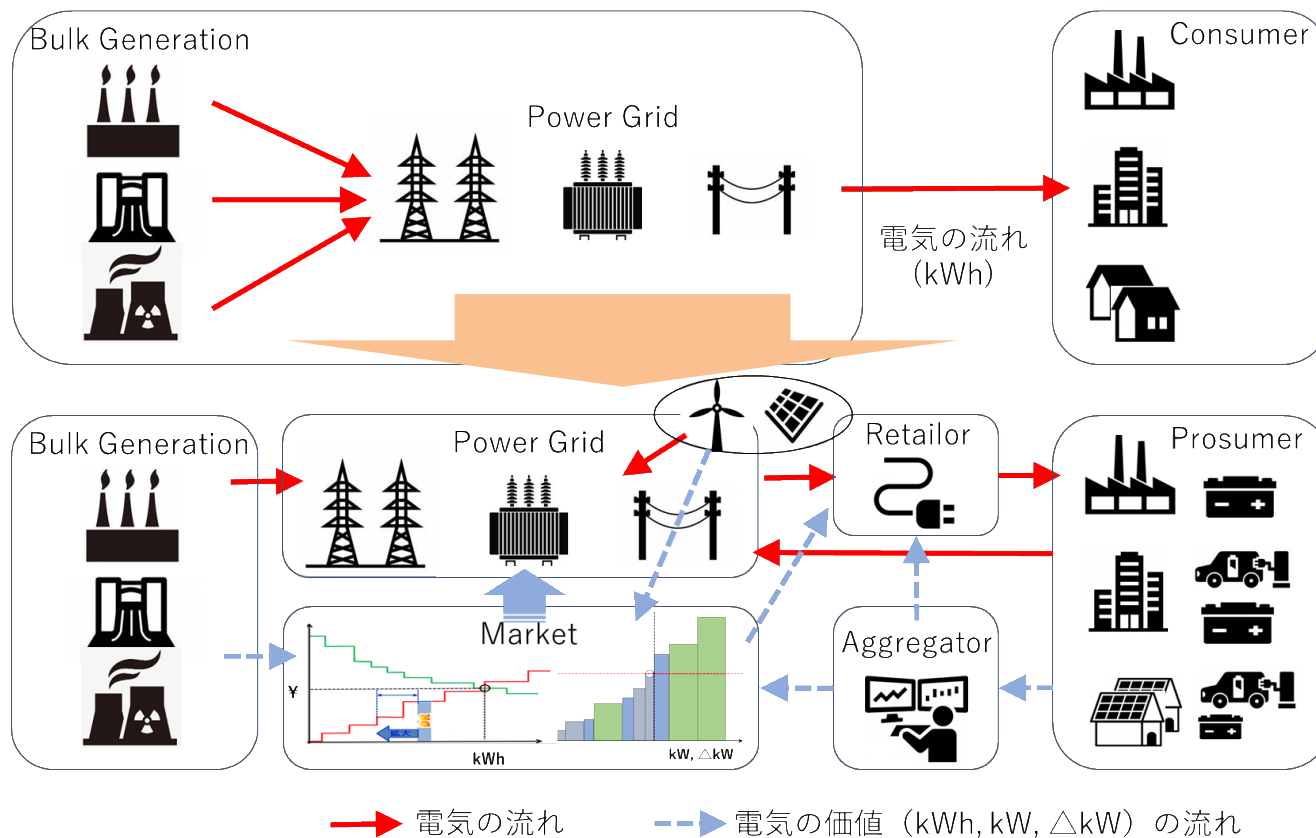 Bulk Generation
Power Grid
Consumer
電気の流れ
(kWh)
Bulk Generation
Power Grid
Retailor
Prosumer
Market
¥
拡大
kWh
kW, △kW
Aggregator
電気の流れ
電気の価値（kWh, kW, △kW）の流れ